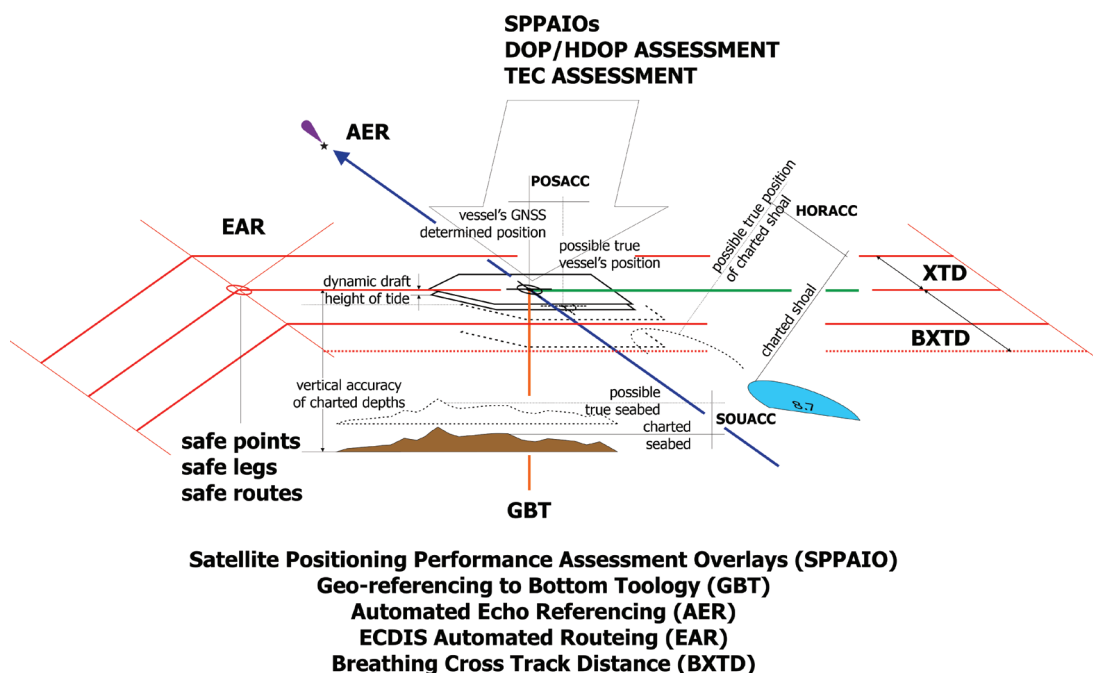 SPPAIOs
DOP/HDOP ASSESSMENT
TEC ASSESSMENT
AER
POSACC
vessel's GNSS
determined position
possible true
vessel's position
possible true position
of charted shoal
HORACC
EAR
dynamic draft
height of tide
XTD
BXTD
charted shoal
vertical accuracy
of charted depths
possible
true seabed
charted
seabed
SOUACC
8.7
safe points
safe legs
safe routes
GBT
Satellite Positioning Performance Assessment Overlays (SPPAIO)
Geo-referencing to Bottom Toology (GBT)
Automated Echo Referencing (AER)
ECDIS Automated Routeing (EAR)
Breathing Cross Track Distance (BXTD)